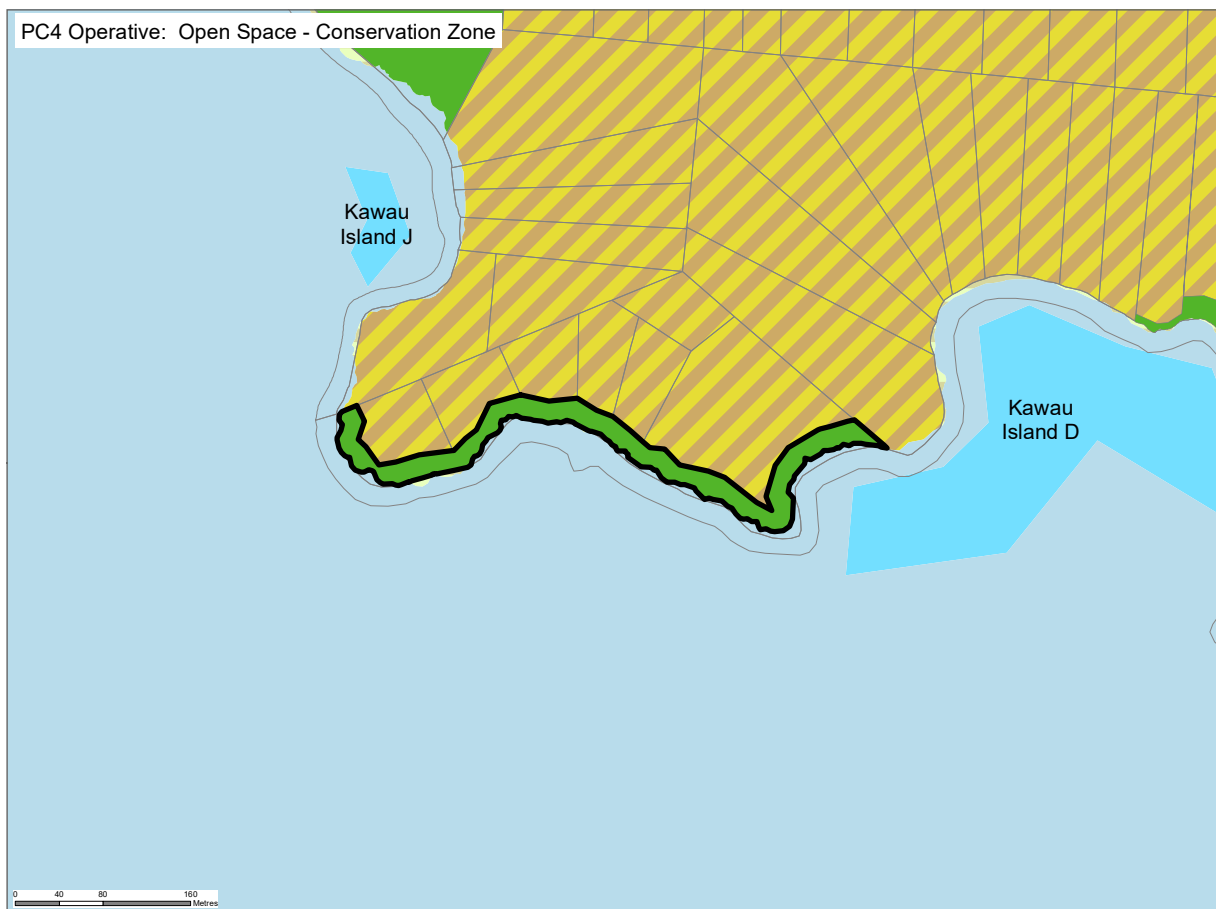 PC4 Operative: Open Space - Conservation Zone
Kawau
Island J
Kawau
Island D
0 40 80 160
Metres